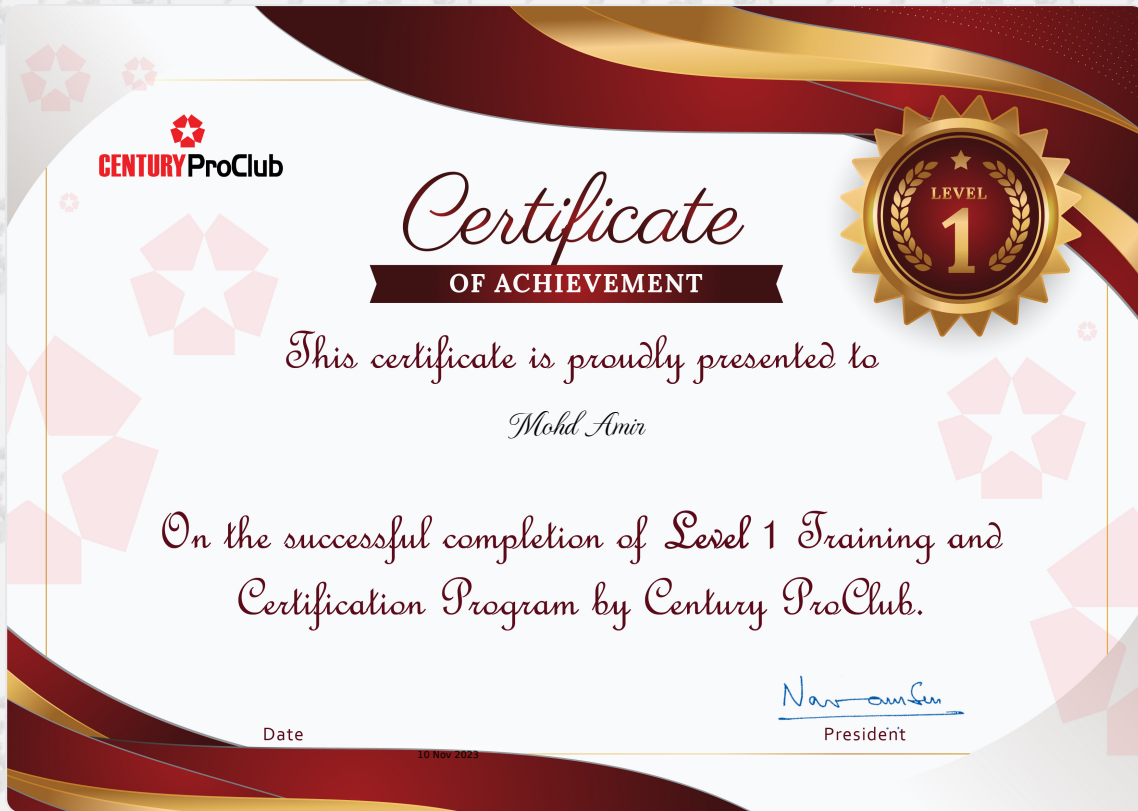 CENTURY ProClub
Certificate
OF ACHIEVEMENT
LEVEL
1
This certificate is proudly presented to
Mohd Amir
On the successful completion of Level 1 Training and
Certification Program by Century ProClub.
Date
President
10 Nov 2023